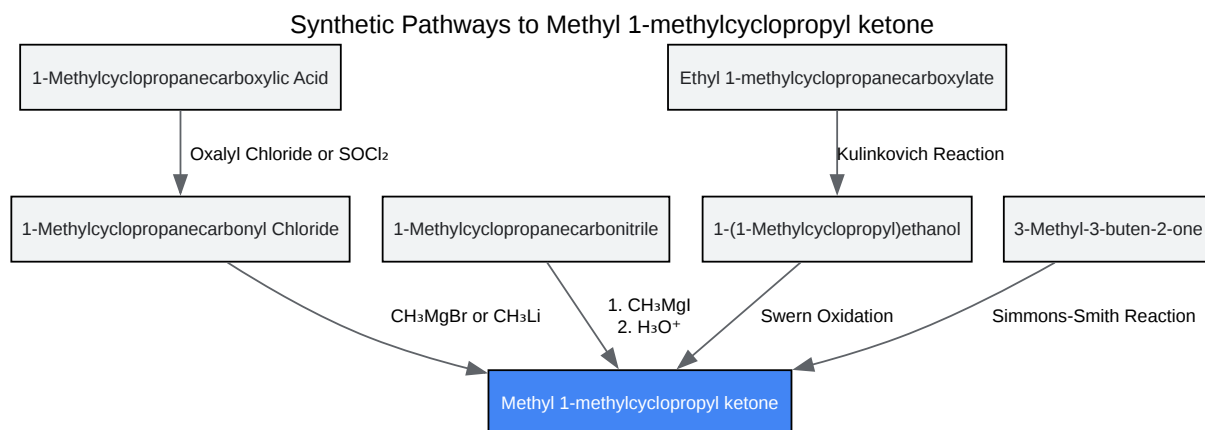 Synthetic Pathways to Methyl 1-methylcyclopropyl ketone
1-Methylcyclopropanecarboxylic Acid
Ethyl 1-methylcyclopropanecarboxylate
Oxalyl Chloride or SOCl₂
Kulinkovich Reaction
1-Methylcyclopropanecarbonyl Chloride
1-Methylcyclopropanecarbonitrile
1-(1-Methylcyclopropyl)ethanol
3-Methyl-3-buten-2-one
CH₃MgBr or CH₃Li
1. CH₃MgI
2. H₃O⁺
Swern Oxidation
Simmons-Smith Reaction
Methyl 1-methylcyclopropyl ketone